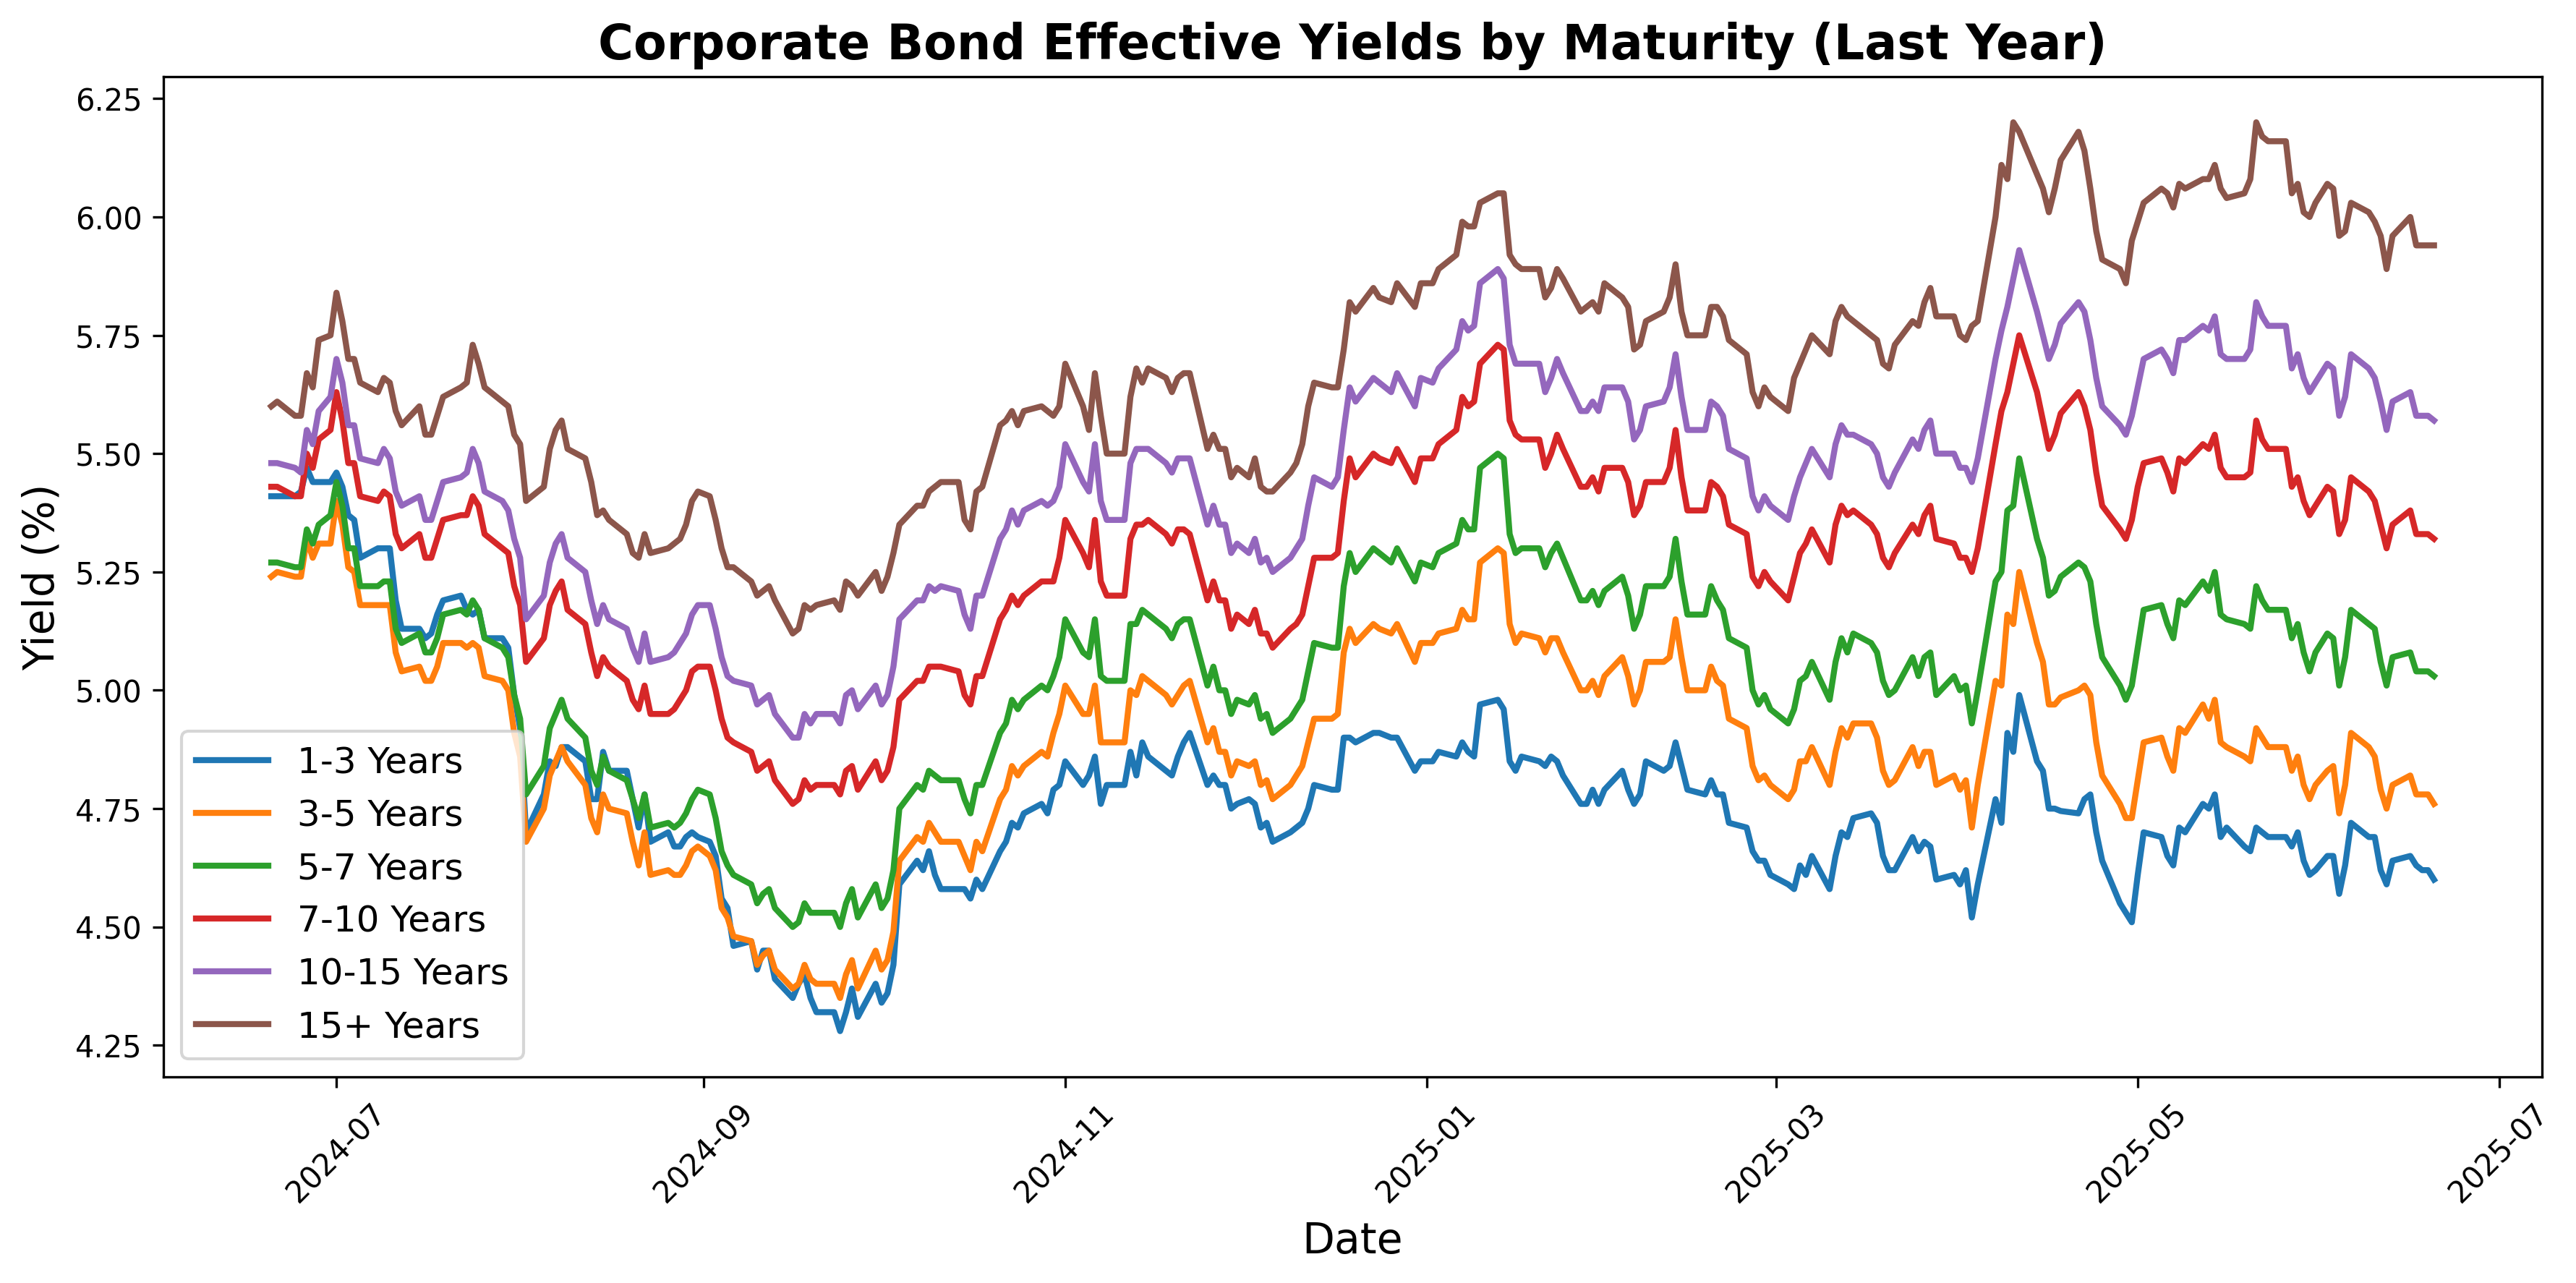 Corporate Bond Effective Yields by Maturity (Last Year)
Yield (%)
6.25
6.00
5.75
5.50
5.25
5.00
4.75
4.50
4.25
1-3 Years
3-5 Years
5-7 Years
7-10 Years
10-15 Years
15+ Years
2024-07
2024-09
2024-11
2025-01
2025-03
2025-05
2025-07
Date